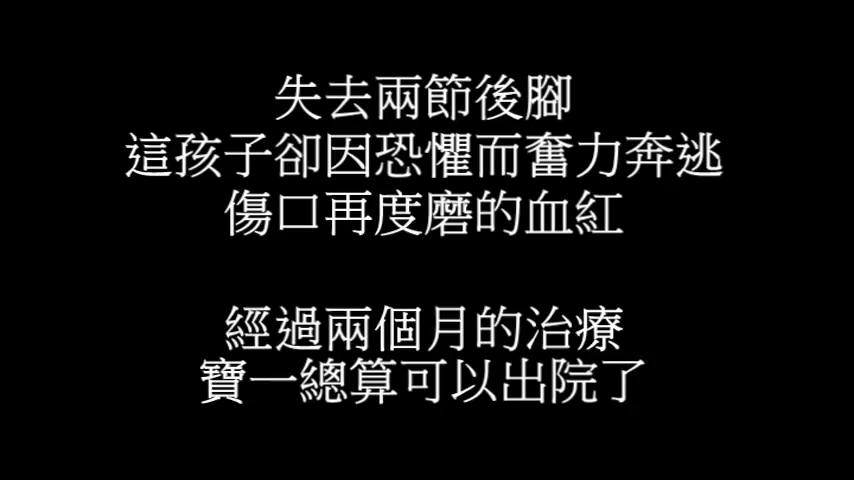 失去兩節後腳
這孩子卻因恐懼而奮力奔逃
傷口再度磨的血紅
經過兩個月的治療
寶一總算可以出院了